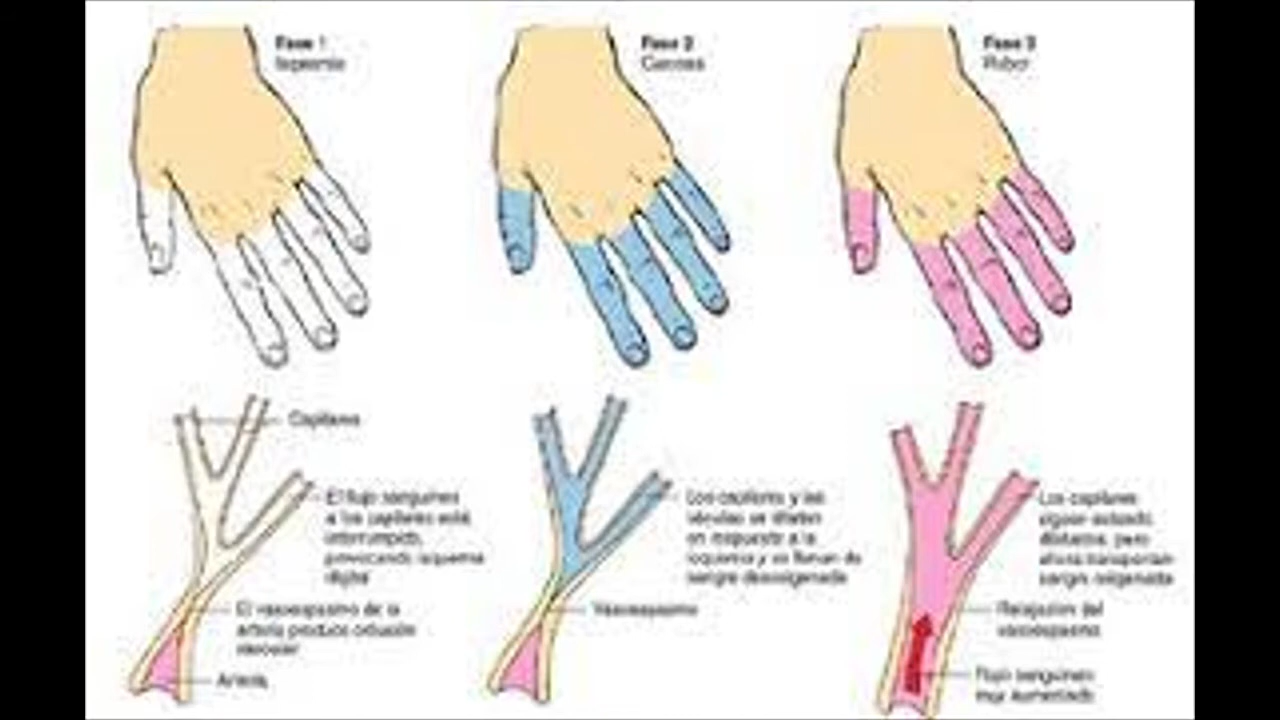 Fase 1
Isquemia
Fase 2
Cianosis
Fase 3
Rubor
Capilares
El flujo sanguíneo
a los capilares está
interrumpido,
provocando isquemia
digital
El vasoespasmo de la
arteria produce oclusión
Arteria
Los capilares y las
vénulas se dilatan
en respuesta a la
isquemia y se llenan de
sangre desoxigenada
Vasoespasmo
Los capilares
siguen estando
dilatados, pero
ahora transportan
sangre oxigenada
Relajación del
vasoespasmo
Flujo sanguíneo
muy aumentado